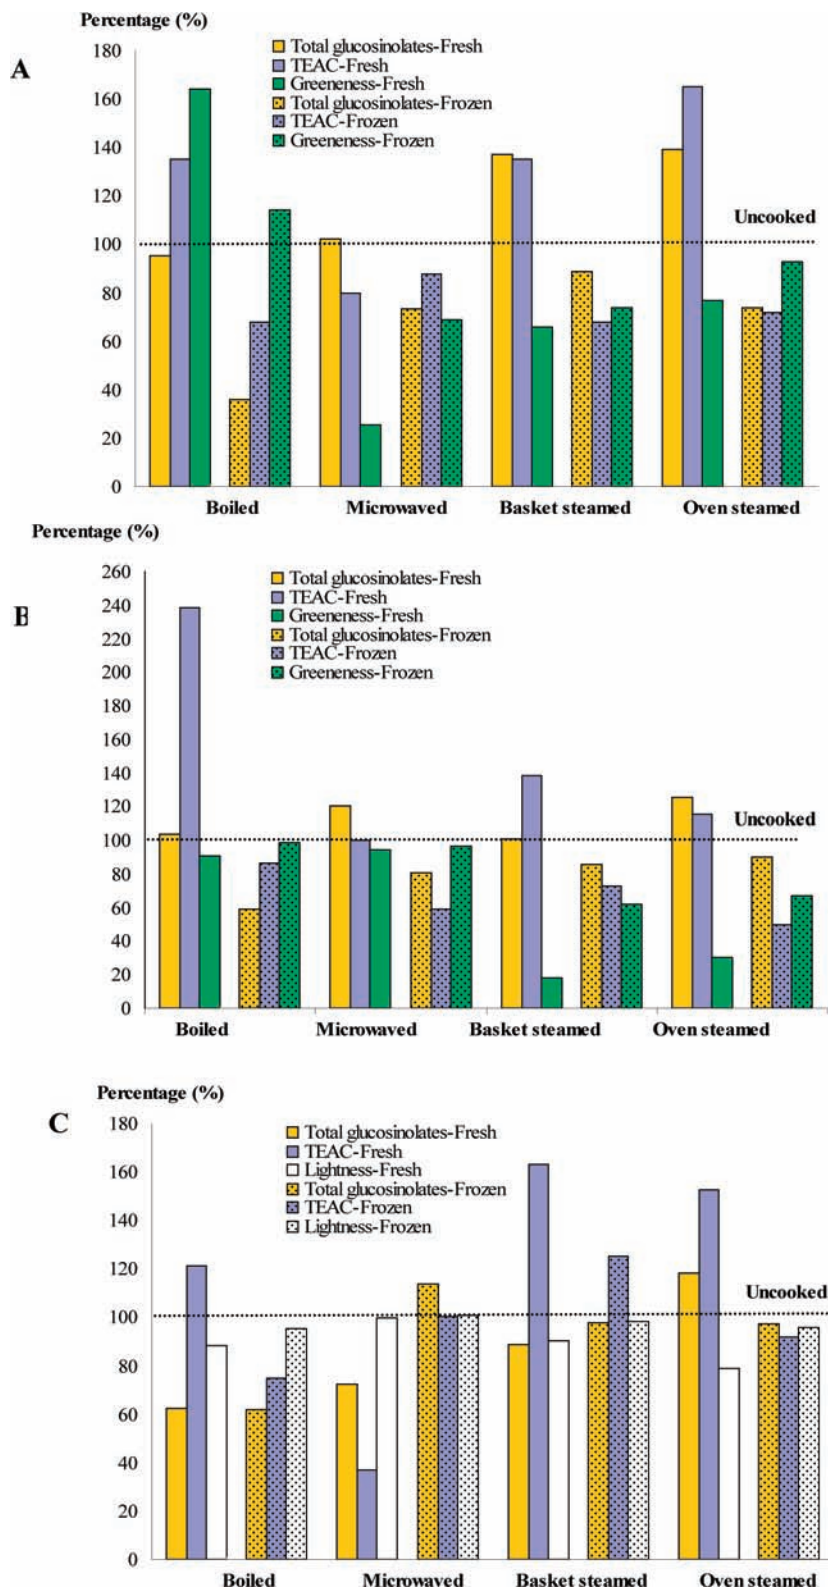 Percentage (%)
A
180
160
140
120
100
80
60
40
20
0
Total glucosinolates-Fresh
TEAC-Fresh
Greeneness-Fresh
Total glucosinolates-Frozen
TEAC-Frozen
Greeness-Frozen
Uncooked
Boiled Microwaved Basket steamed Oven steamed
Percentage (%)
B
260
240
220
200
180
160
140
120
100
80
60
40
20
0
Total glucosinolates-Fresh
TEAC-Fresh
Greeneness-Fresh
Total glucosinolates-Frozen
TEAC-Frozen
Greeness-Frozen
Uncooked
Boiled Microwaved Basket steamed Oven steamed
Percentage (%)
C
180
160
140
120
100
80
60
40
20
0
Total glucosinolates-Fresh
TEAC-Fresh
Lightness-Fresh
Total glucosinolates-Frozen
TEAC-Frozen
Lightness-Frozen
Uncooked
Boiled Microwaved Basket steamed Oven steamed